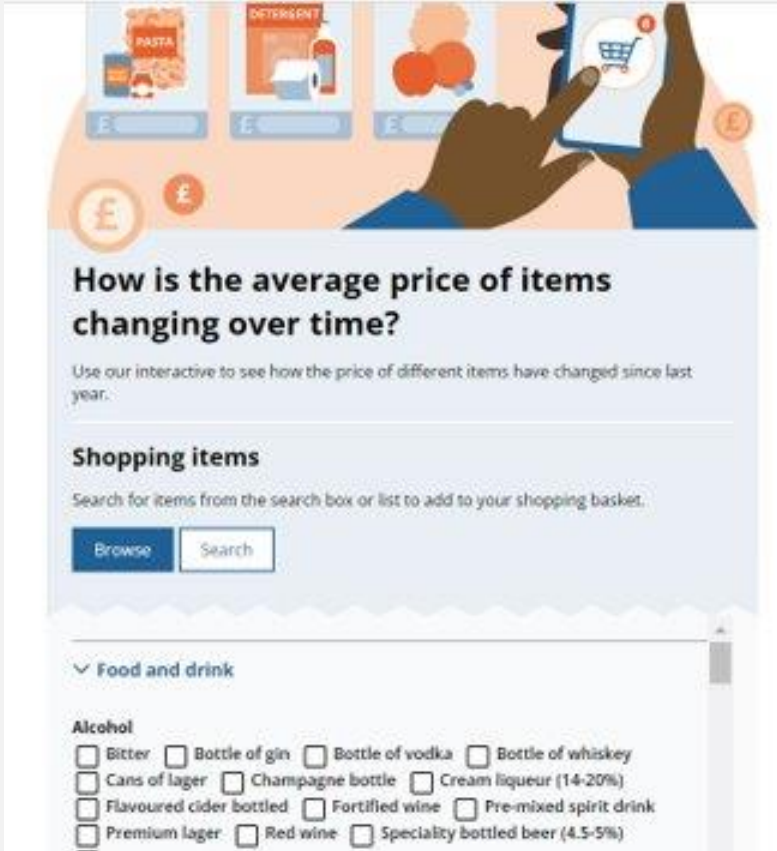 PASTA
DETERGENT
£ £ £
£
£
£
How is the average price of items
changing over time?
Use our interactive to see how the price of different items have changed since last
year.
Shopping items
Search for items from the search box or list to add to your shopping basket.
Browse Search
Food and drink
Alcohol
Bitter Bottle of gin Bottle of vodka Bottle of whiskey
Cans of lager Champagne bottle Cream liqueur (14-20%)
Flavoured cider bottled Fortified wine Pre-mixed spirit drink
Premium lager Red wine Speciality bottled beer (4.5-5%)